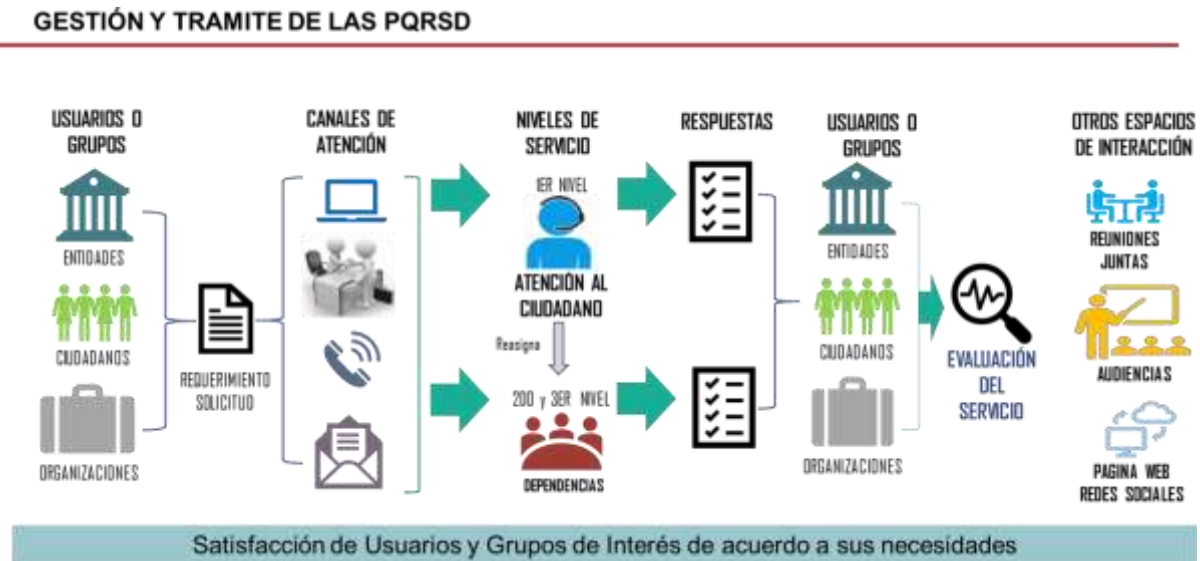 GESTIÓN Y TRAMITE DE LAS PQRSD
USUARIOS O
GRUPOS
ENTIDADES
CIUDADANOS
ORGANIZACIONES
REQUERIMIENTO
SOLICITUD
CANALES DE
ATENCIÓN
NIVELES DE
SERVICIO
1ER NIVEL
ATENCIÓN AL
CIUDADANO
Reasigna
2DO y 3ER NIVEL
DEPENDENCIAS
RESPUESTAS
USUARIOS O
GRUPOS
ENTIDADES
CIUDADANOS
ORGANIZACIONES
EVALUACIÓN
DEL
SERVICIO
OTROS ESPACIOS
DE INTERACCIÓN
REUNIONES
JUNTAS
AUDIENCIAS
PAGINA WEB
REDES SOCIALES
Satisfacción de Usuarios y Grupos de Interés de acuerdo a sus necesidades